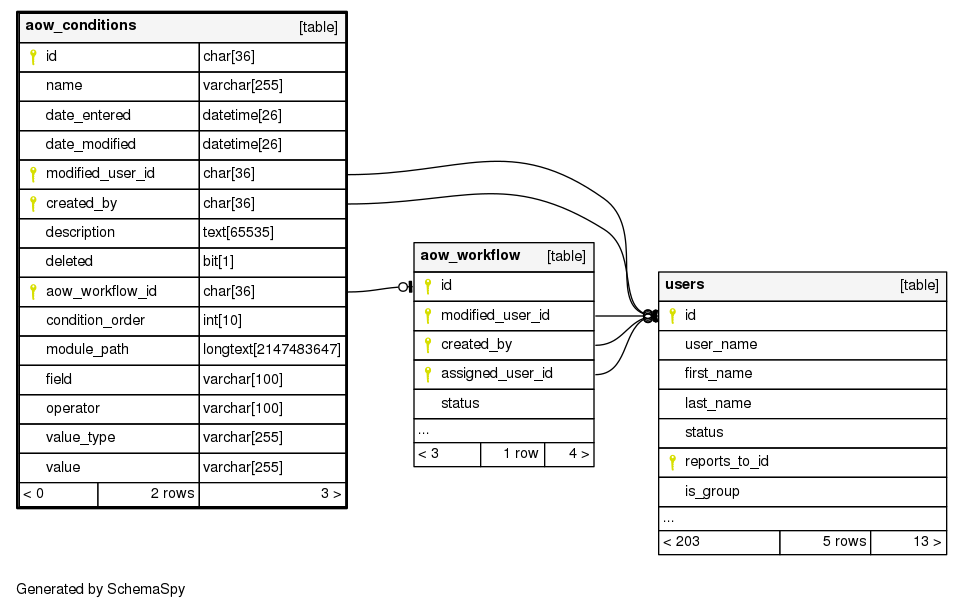 aow_conditions [table]
id char[36]
name varchar[255]
date_entered datetime[26]
date_modified datetime[26]
modified_user_id char[36]
created_by char[36]
description text[65535]
deleted bit[1]
aow_workflow_id char[36]
condition_order int[10]
module_path longtext[2147483647]
field varchar[100]
operator varchar[100]
value_type varchar[255]
value varchar[255]
< 0 2 rows 3 >
aow_workflow [table]
id
modified_user_id
created_by
assigned_user_id
status
...
< 3 1 row 4 >
users [table]
id
user_name
first_name
last_name
status
reports_to_id
is_group
...
< 203 5 rows 13 >
Generated by SchemaSpy